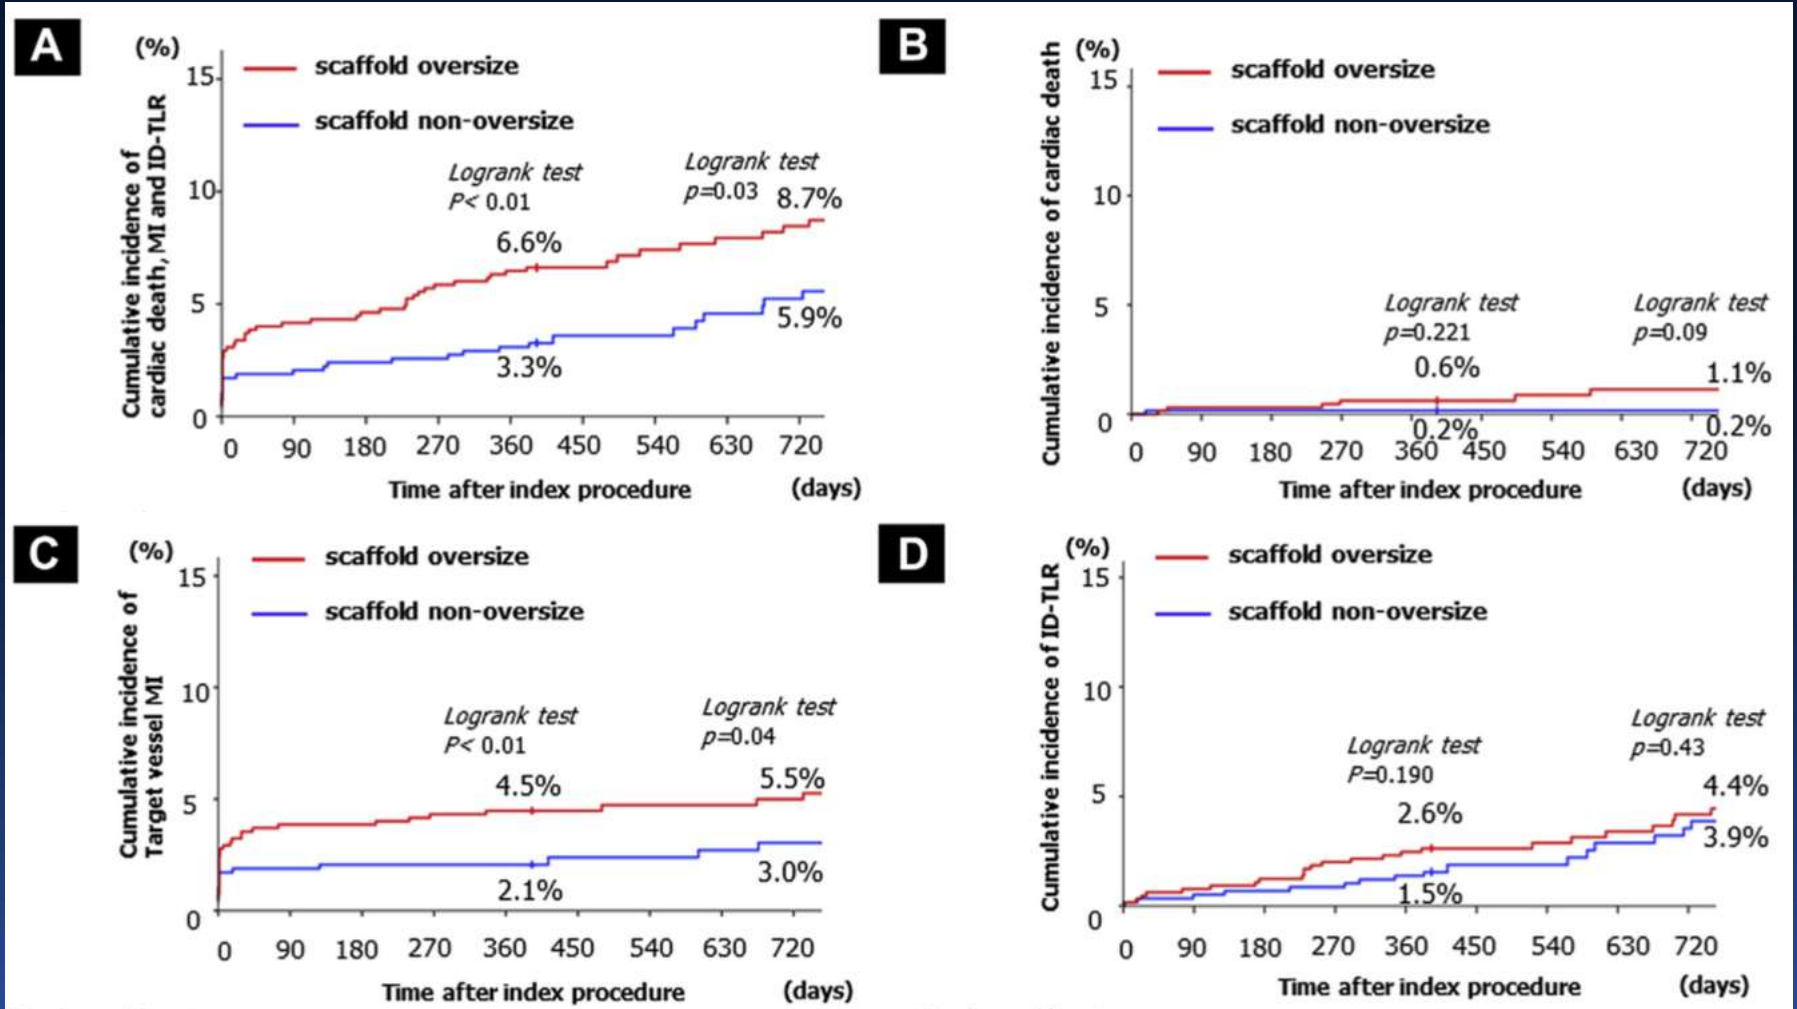 A
(%)
scaffold oversize
15
scaffold non-oversize
Cumulative incidence of
cardiac death, MI and ID-TLR
Logrank test
P< 0.01
Logrank test
p=0.03
8.7%
10
6.6%
5
5.9%
3.3%
0
0 90 180 270 360 450 540 630 720
Time after index procedure (days)
B
(%)
scaffold oversize
15
scaffold non-oversize
Cumulative incidence of cardiac death
10
5
Logrank test
p=0.221
0.6%
Logrank test
p=0.09
1.1%
0
0.2%
0.2%
0 90 180 270 360 450 540 630 720
Time after index procedure (days)
C
(%)
scaffold oversize
15
scaffold non-oversize
Cumulative incidence of
Target vessel MI
10
Logrank test
P< 0.01
4.5%
Logrank test
p=0.04
5.5%
5
2.1%
3.0%
0
0 90 180 270 360 450 540 630 720
Time after index procedure (days)
D
(%)
scaffold oversize
15
scaffold non-oversize
Cumulative incidence of ID-TLR
10
Logrank test
P=0.190
2.6%
Logrank test
p=0.43
4.4%
5
3.9%
1.5%
0
0 90 180 270 360 450 540 630 720
Time after index procedure (days)